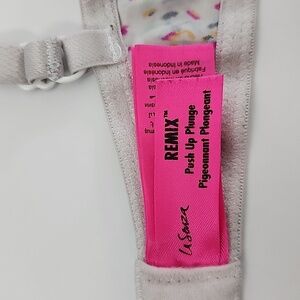 REMIX™
Push Up Plunge
Pigeonnant Plongeant
La Senza
Made in Indonesia
Fabriqué en Indonésie